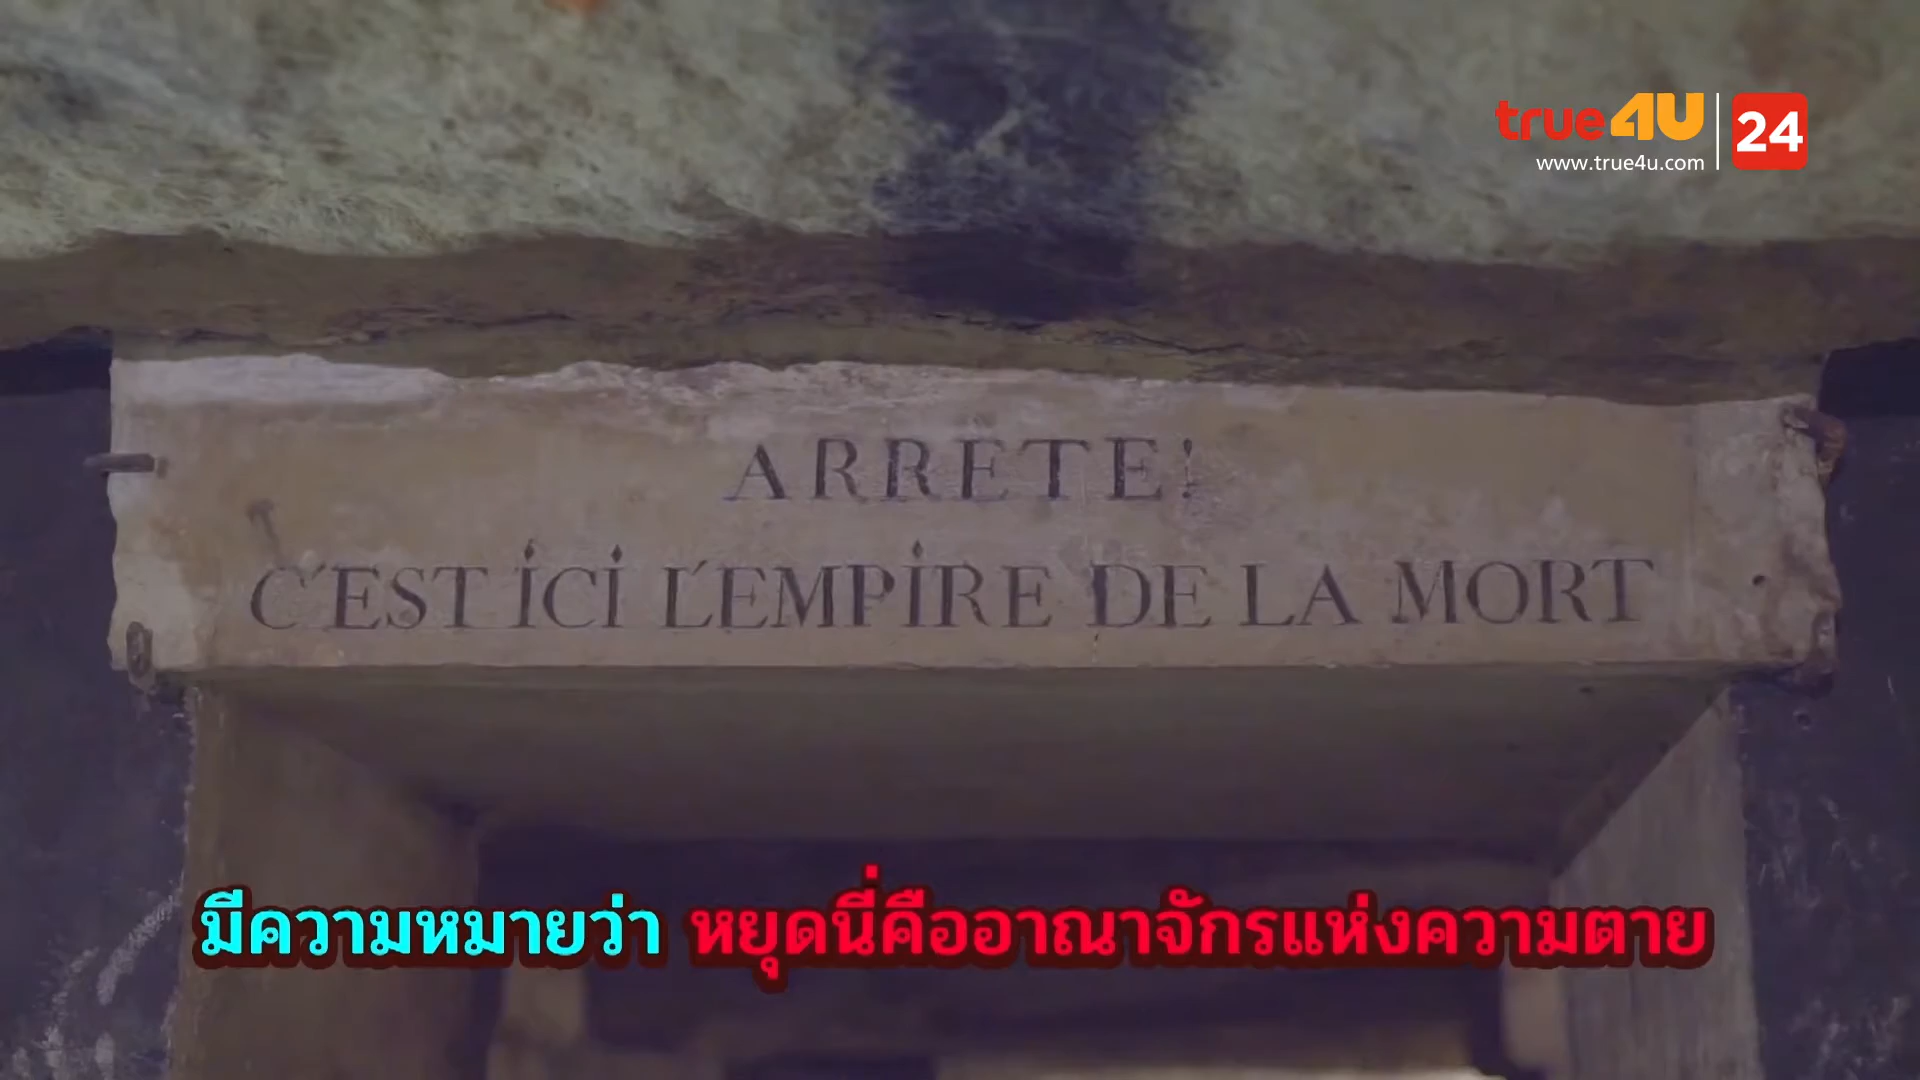 true4U 24
www.true4u.com
ARRETE!
C'EST ICI L'EMPIRE DE LA MORT
มีความหมายว่า หยุดนี่คืออาณาจักรแห่งความตาย